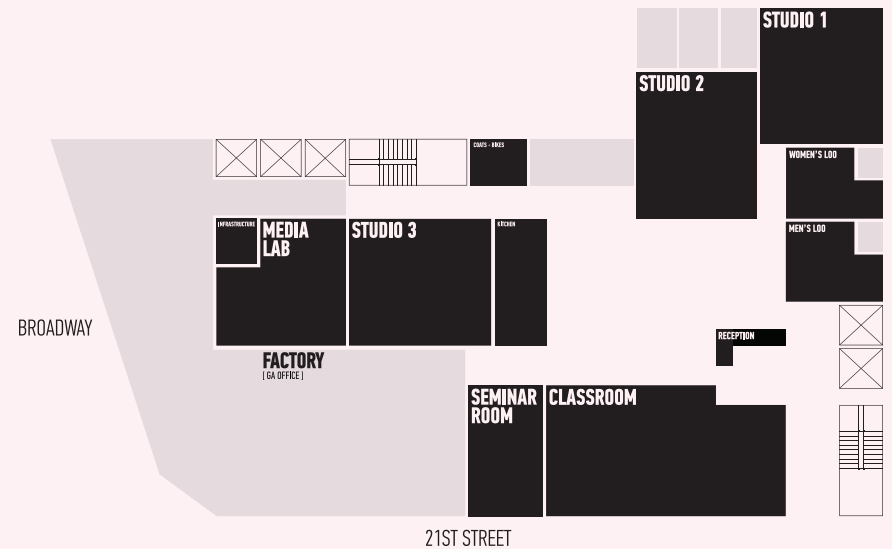 STUDIO 1
STUDIO 2
COATS - BIKES
WOMEN'S LOO
INFRASTRUCTURE
MEDIA
LAB
STUDIO 3
KITCHEN
MEN'S LOO
BROADWAY
RECEPTION
FACTORY
[ GA OFFICE ]
SEMINAR
ROOM
CLASSROOM
21ST STREET